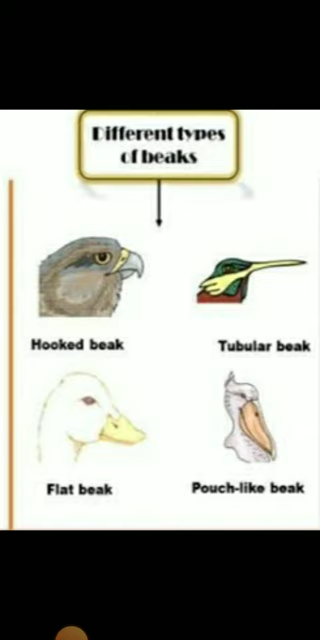 Different types
of beaks
Hooked beak
Tubular beak
Flat beak
Pouch-like beak